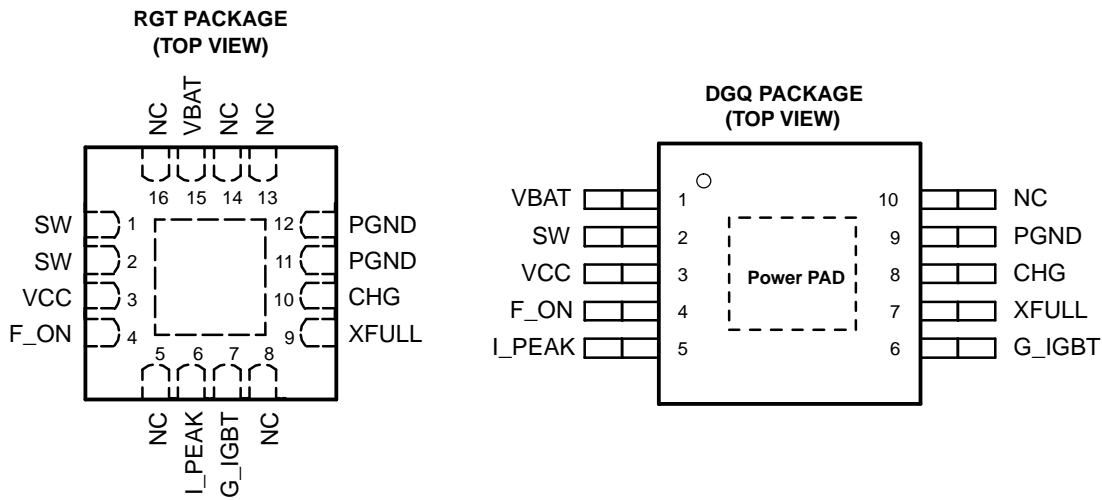 RGT PACKAGE
(TOP VIEW)
NC
VBAT
NC
NC
16
15
14
13
SW 1
SW 2
VCC 3
F_ON 4
12 PGND
11 PGND
10 CHG
9 XFULL
5
6
7
8
NC
I_PEAK
G_IGBT
NC
DGQ PACKAGE
(TOP VIEW)
VBAT 1
SW 2
VCC 3
F_ON 4
I_PEAK 5
Power PAD
10 NC
9 PGND
8 CHG
7 XFULL
6 G_IGBT